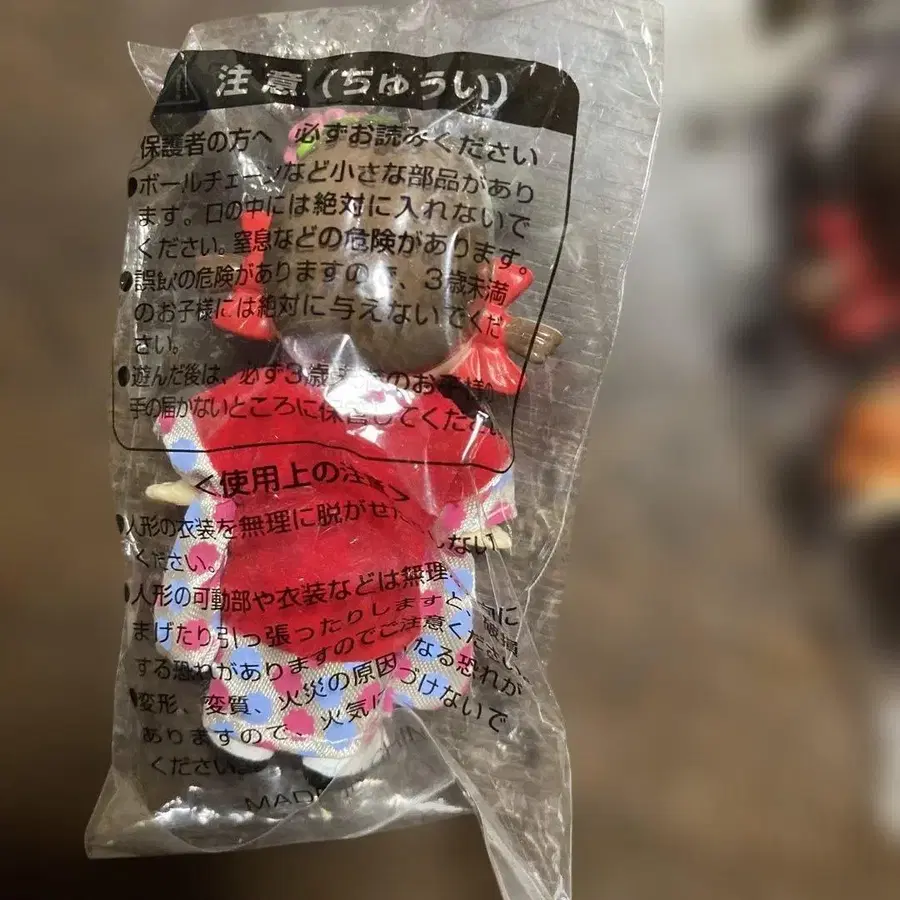 注意(ちゅうい)
保護者の方へ 必ずお読みください
●ボールチェーンなど小さな部品があり
ます。口の中には絶対に入れないで
ください。窒息などの危険があります。
●誤飲の危険がありますので、3歳未満
のお子様には絶対に与えないでくだ
さい。
●遊んだ後は、必ず3歳未満のお子様の
手の届かないところに保管してください
<使用上の注意>
●人形の衣装を無理に脱がせ しない
ください。
●人形の可動部や衣装などは無理 に
まげたり引っ張ったりしますと、破損
する恐れがありますのでご注意ください
●変形、変質、火災の原因になる恐れが
ありますので、火気に づけないで
ください。
MADE